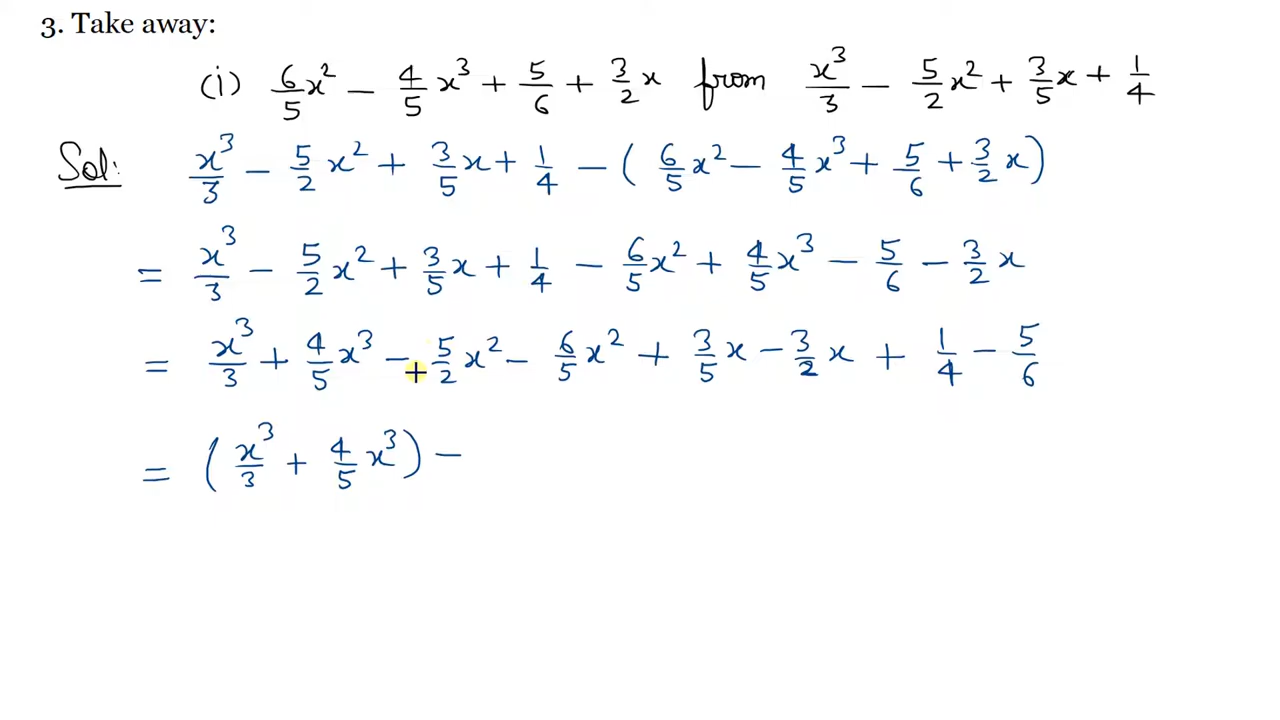 3. Take away:
(i) 6/5 x² - 4/5 x³ + 5/6 + 3/2 x from x³/3 - 5/2 x² + 3/5 x + 1/4
Sol: x³/3 - 5/2 x² + 3/5 x + 1/4 - ( 6/5 x² - 4/5 x³ + 5/6 + 3/2 x )
= x³/3 - 5/2 x² + 3/5 x + 1/4 - 6/5 x² + 4/5 x³ - 5/6 - 3/2 x
= x³/3 + 4/5 x³ - 5/2 x² - 6/5 x² + 3/5 x - 3/2 x + 1/4 - 5/6
= ( x³/3 + 4/5 x³ ) -